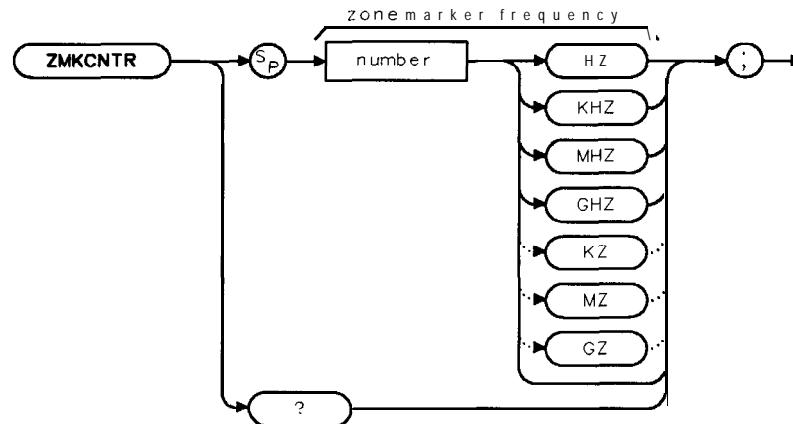 zone marker frequency
ZMKCNTR
SP
number
HZ
;
KHZ
MHZ
GHZ
KZ
MZ
GZ
?